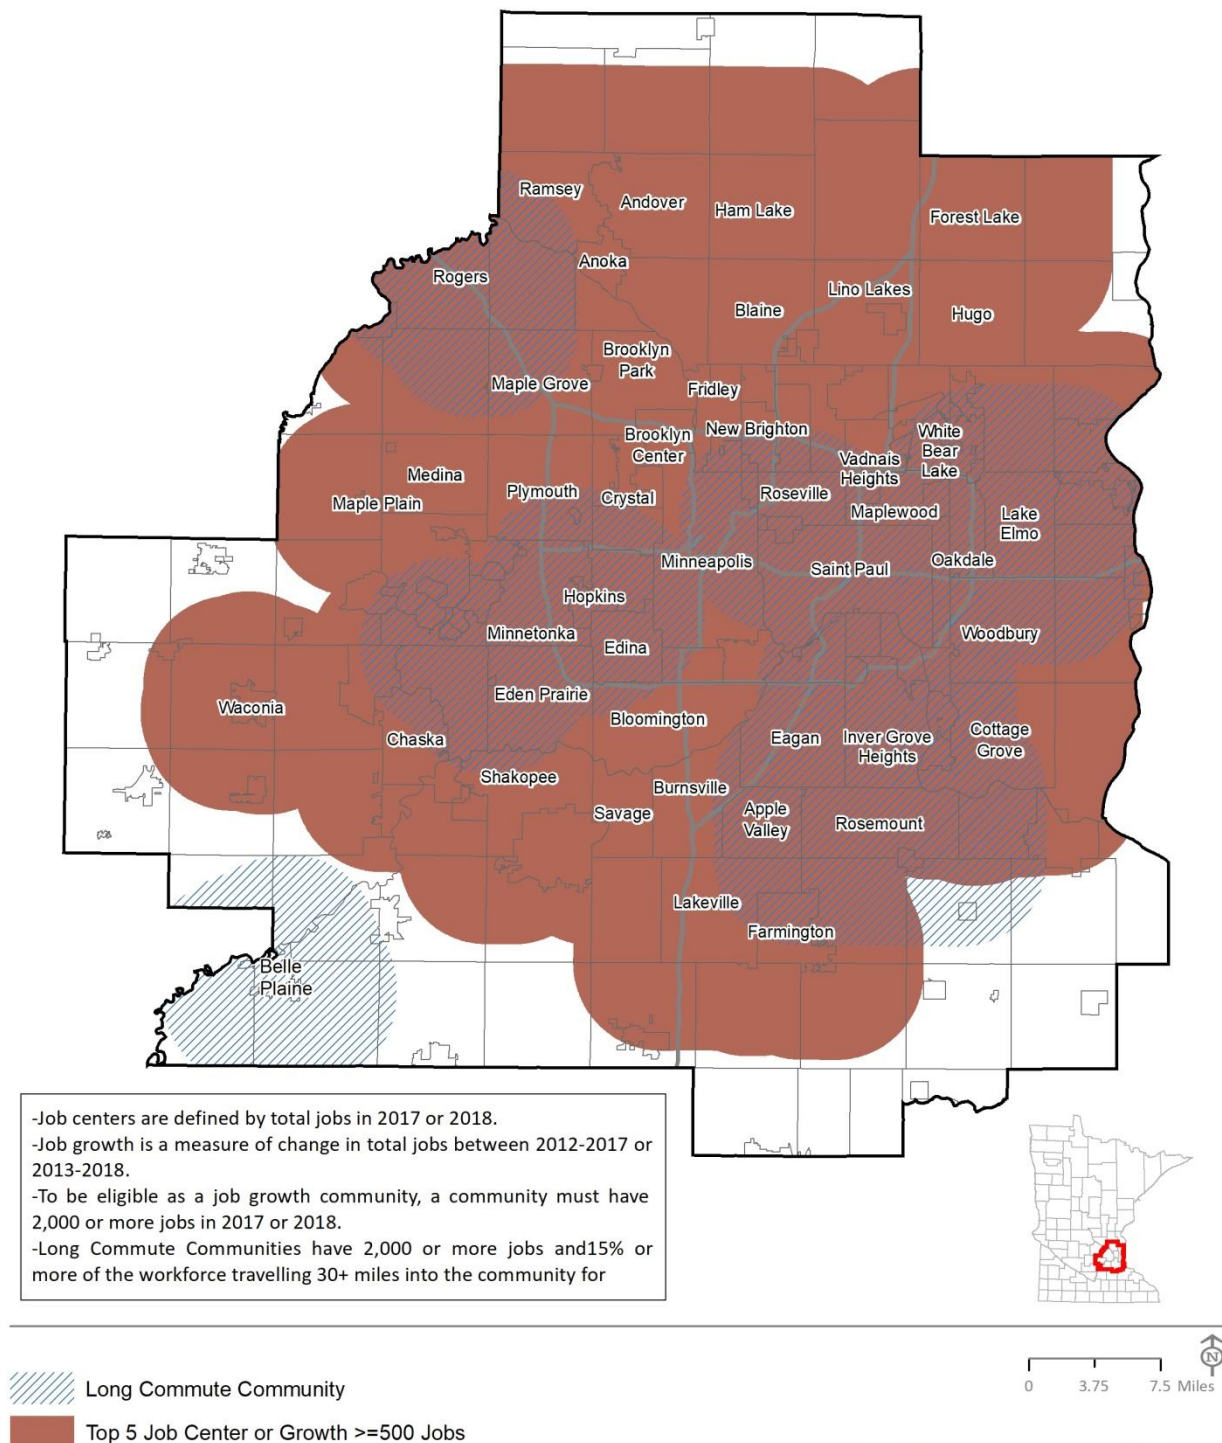 Ramsey
Andover
Ham Lake
Forest Lake
Anoka
Rogers
Lino Lakes
Blaine
Hugo
Brooklyn
Park
Maple Grove
Fridley
New Brighton
White
Bear
Lake
Brooklyn
Center
Vadnais
Heights
Medina
Plymouth
Crystal
Roseville
Maple Plain
Maplewood
Lake
Elmo
Minneapolis
Saint Paul
Oakdale
Hopkins
Minnetonka
Edina
Woodbury
Eden Prairie
Waconia
Bloomington
Chaska
Eagan
Inver Grove
Heights
Cottage
Grove
Shakopee
Burnsville
Savage
Apple
Valley
Rosemount
Lakeville
Farmington
Belle
Plaine
-Job centers are defined by total jobs in 2017 or 2018.
-Job growth is a measure of change in total jobs between 2012-2017 or
2013-2018.
-To be eligible as a job growth community, a community must have
2,000 or more jobs in 2017 or 2018.
-Long Commute Communities have 2,000 or more jobs and15% or
more of the workforce travelling 30+ miles into the community for
N
0 3.75 7.5 Miles
Long Commute Community
Top 5 Job Center or Growth >=500 Jobs